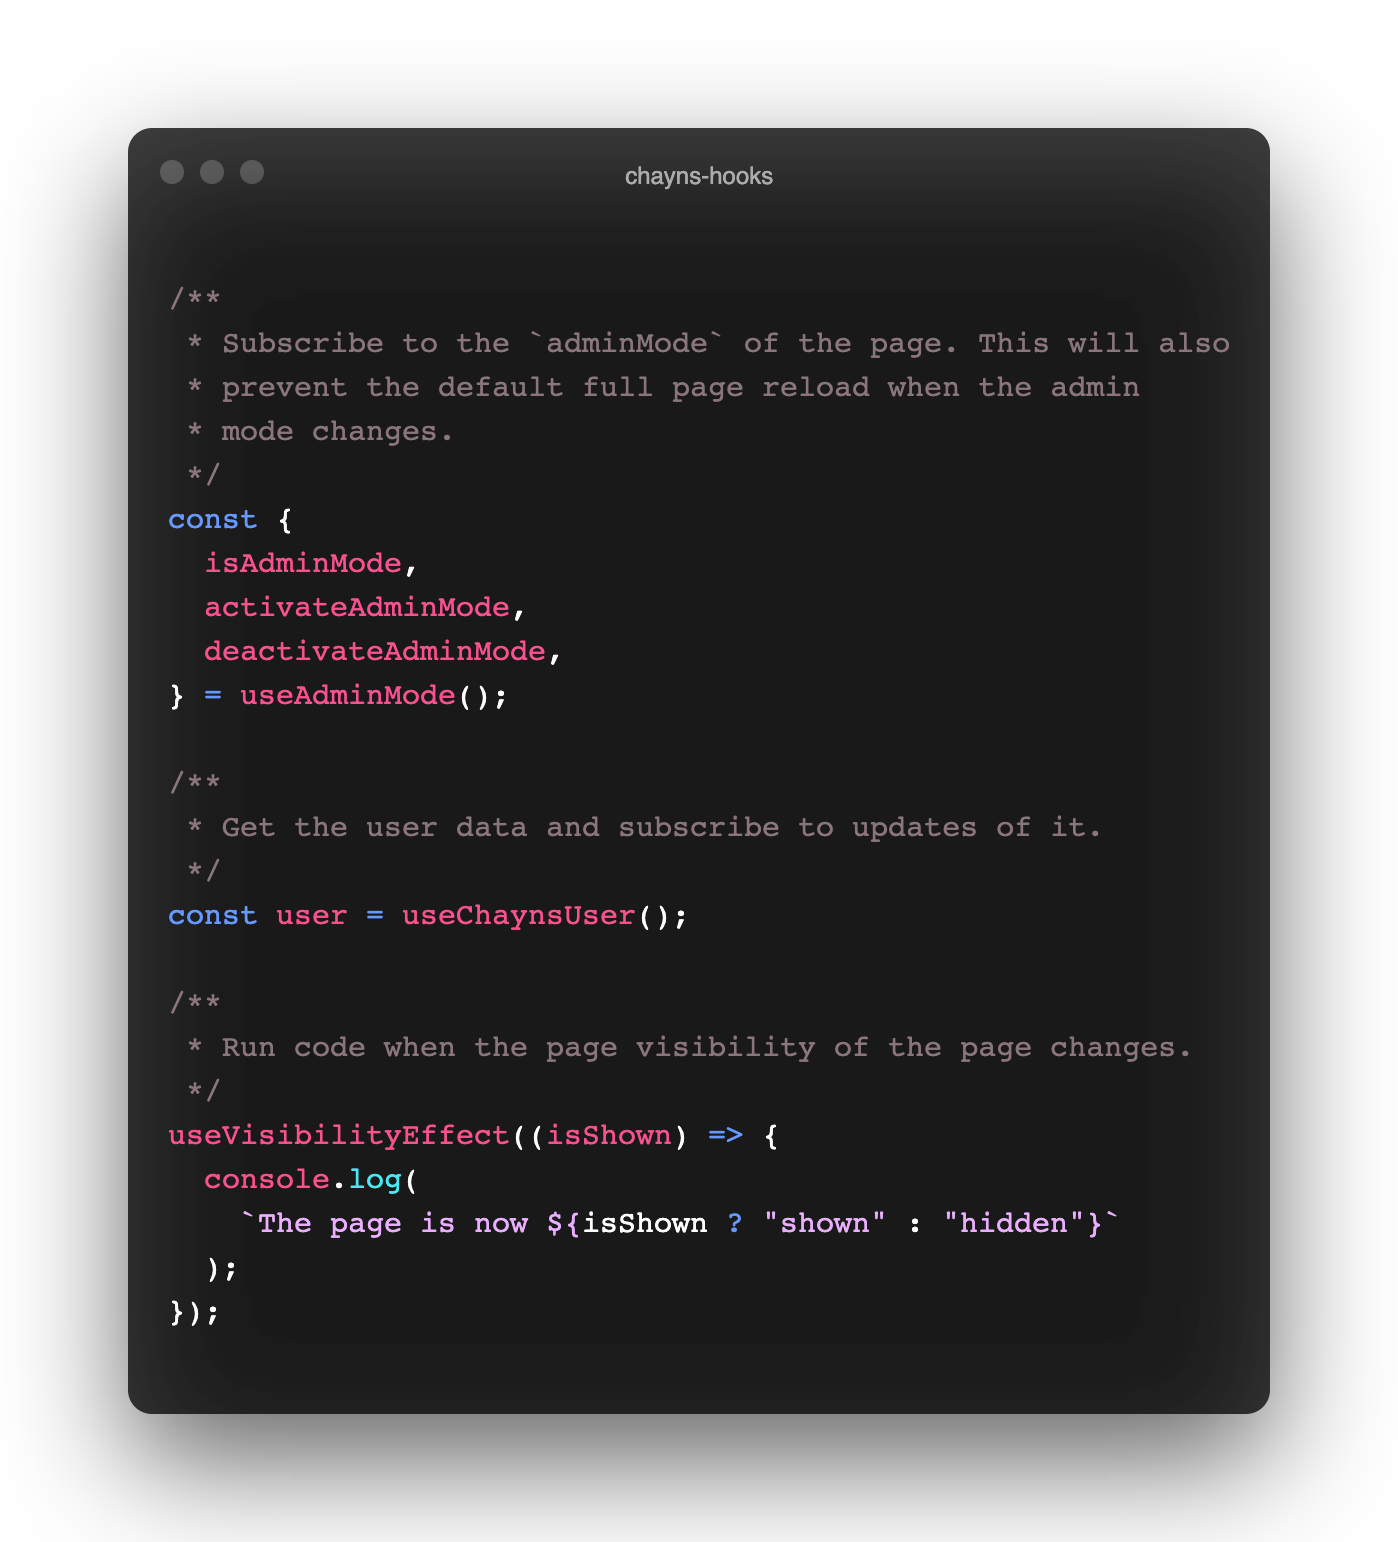 chayns-hooks
/**
 * Subscribe to the `adminMode` of the page. This will also
 * prevent the default full page reload when the admin
 * mode changes.
 */
const {
  isAdminMode,
  activateAdminMode,
  deactivateAdminMode,
} = useAdminMode();

/**
 * Get the user data and subscribe to updates of it.
 */
const user = useChaynsUser();

/**
 * Run code when the page visibility of the page changes.
 */
useVisibilityEffect((isShown) => {
  console.log(
    `The page is now ${isShown ? "shown" : "hidden"}`
  );
});